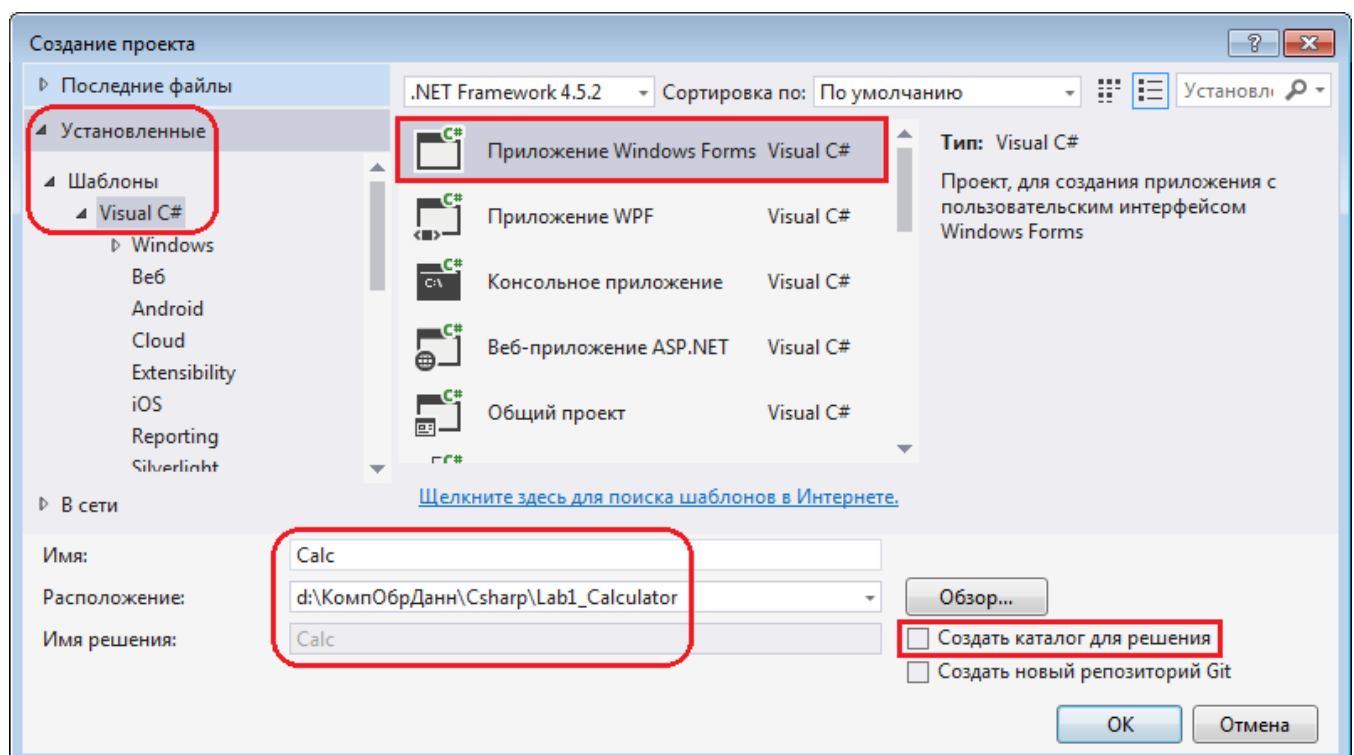 Создание проекта
Последние файлы
.NET Framework 4.5.2
Сортировка по:
По умолчанию
Установл
Установленные
Шаблоны
Visual C#
Windows
Веб
Android
Cloud
Extensibility
iOS
Reporting
Silverlight
В сети
C#
Приложение Windows Forms Visual C#
C#
Приложение WPF Visual C#
C#
C:\
Консольное приложение Visual C#
C#
Веб-приложение ASP.NET Visual C#
C#
Общий проект Visual C#
C#
Тип: Visual C#
Проект, для создания приложения с
пользовательским интерфейсом
Windows Forms
Щелкните здесь для поиска шаблонов в Интернете.
Имя: Calc
Расположение: d:\КомпОбрДанн\Csharp\Lab1_Calculator
Обзор...
Имя решения: Calc
Создать каталог для решения
Создать новый репозиторий Git
ОК
Отмена